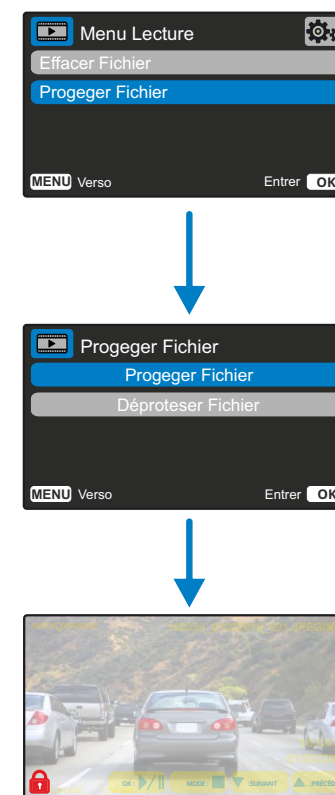 Menu Lecture
Effacer Fichier
Progeger Fichier
MENU Verso
Entrer OK
Progeger Fichier
Progeger Fichier
Déproteser Fichier
MENU Verso
Entrer OK
OK :
MODE :
:SUIVANT